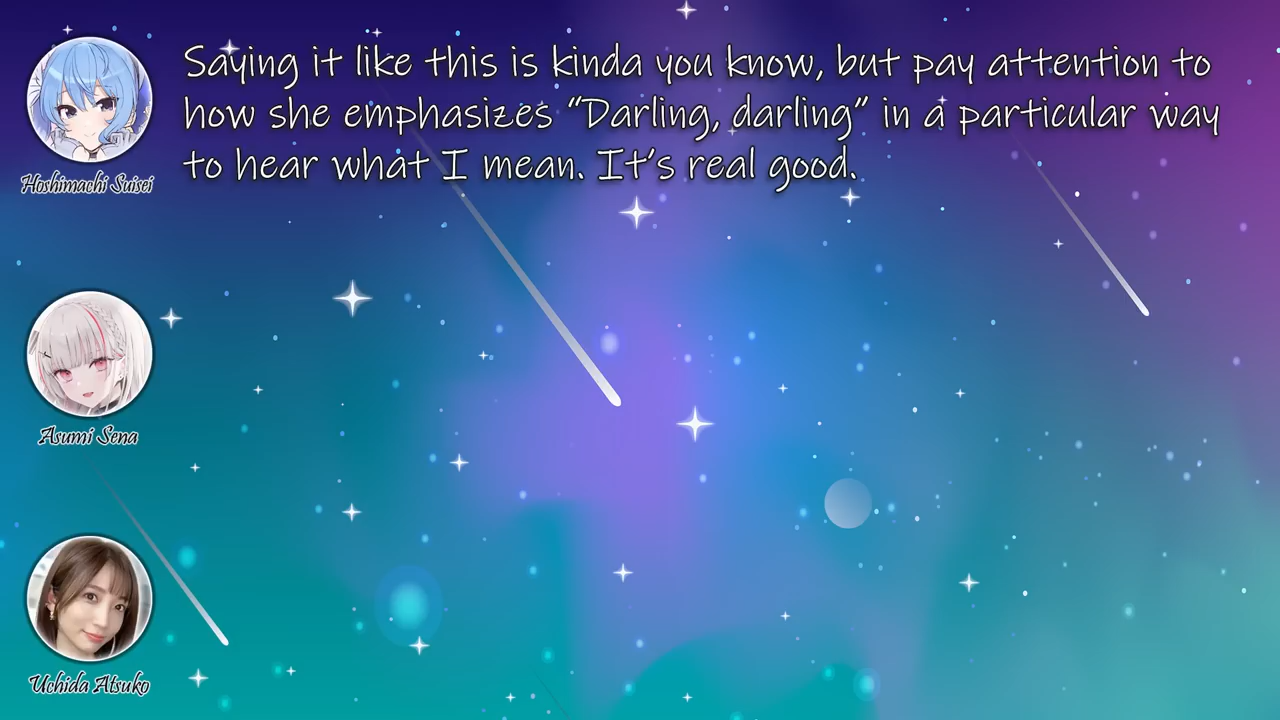 Saying it like this is kinda you know, but pay attention to
how she emphasizes “Darling, darling” in a particular way
to hear what I mean. It’s real good.
Hoshimachi Suisei
Asumi Sena
Uchida Atsuko